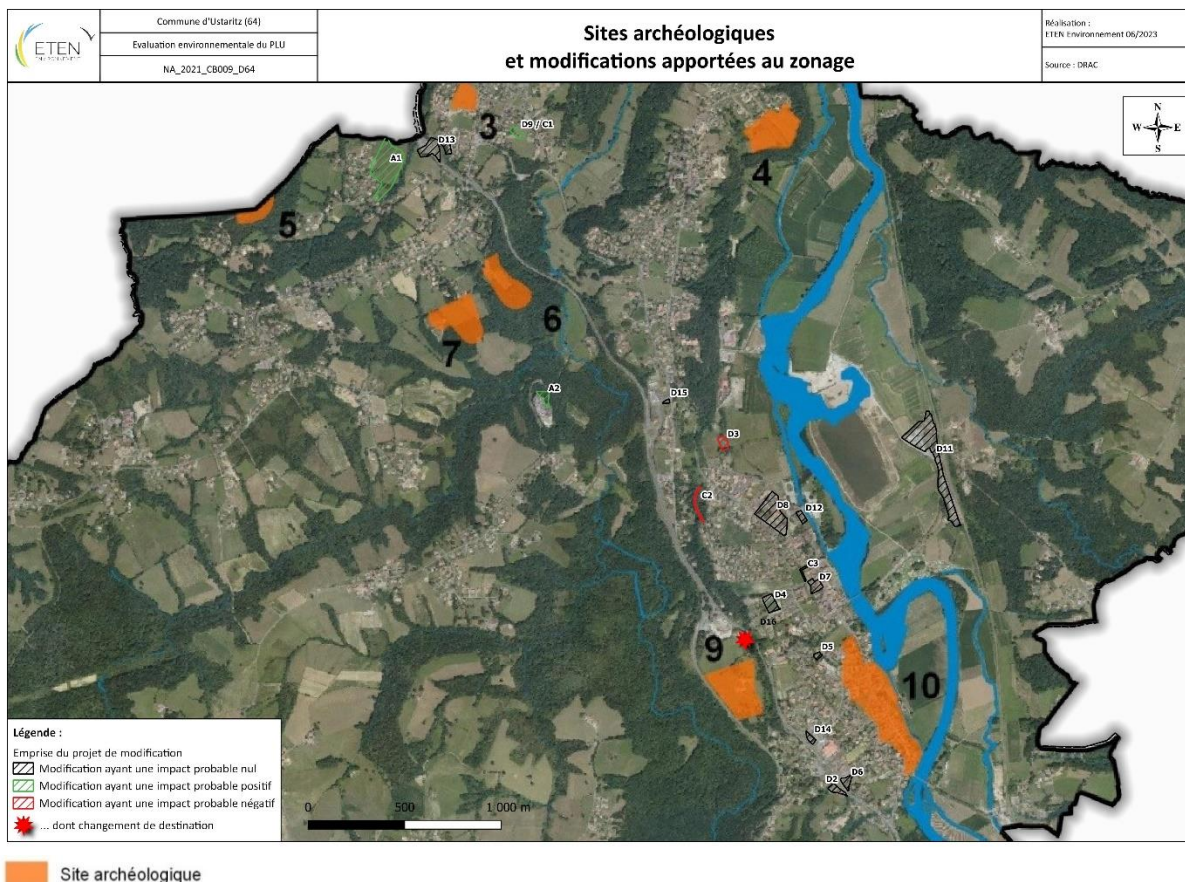 ETEN
ENVIRONNEMENT
Commune d'Ustaritz (64)
Evaluation environnementale du PLU
NA_2021_CB009_D64
Sites archéologiques
et modifications apportées au zonage
Réalisation :
ETEN Environnement 06/2023
Source : DRAC
N
W E
S
3
D9 / C1
D13
A1
4
5
6
7
A2
D15
D3
D11
C2
D8
D12
C3
D7
D4
D16
9
D5
10
D14
D6
D2
Légende :
Emprise du projet de modification
Modification ayant une impact probable nul
Modification ayant une impact probable positif
Modification ayant une impact probable négatif
... dont changement de destination
0 500 1 000 m
Site archéologique